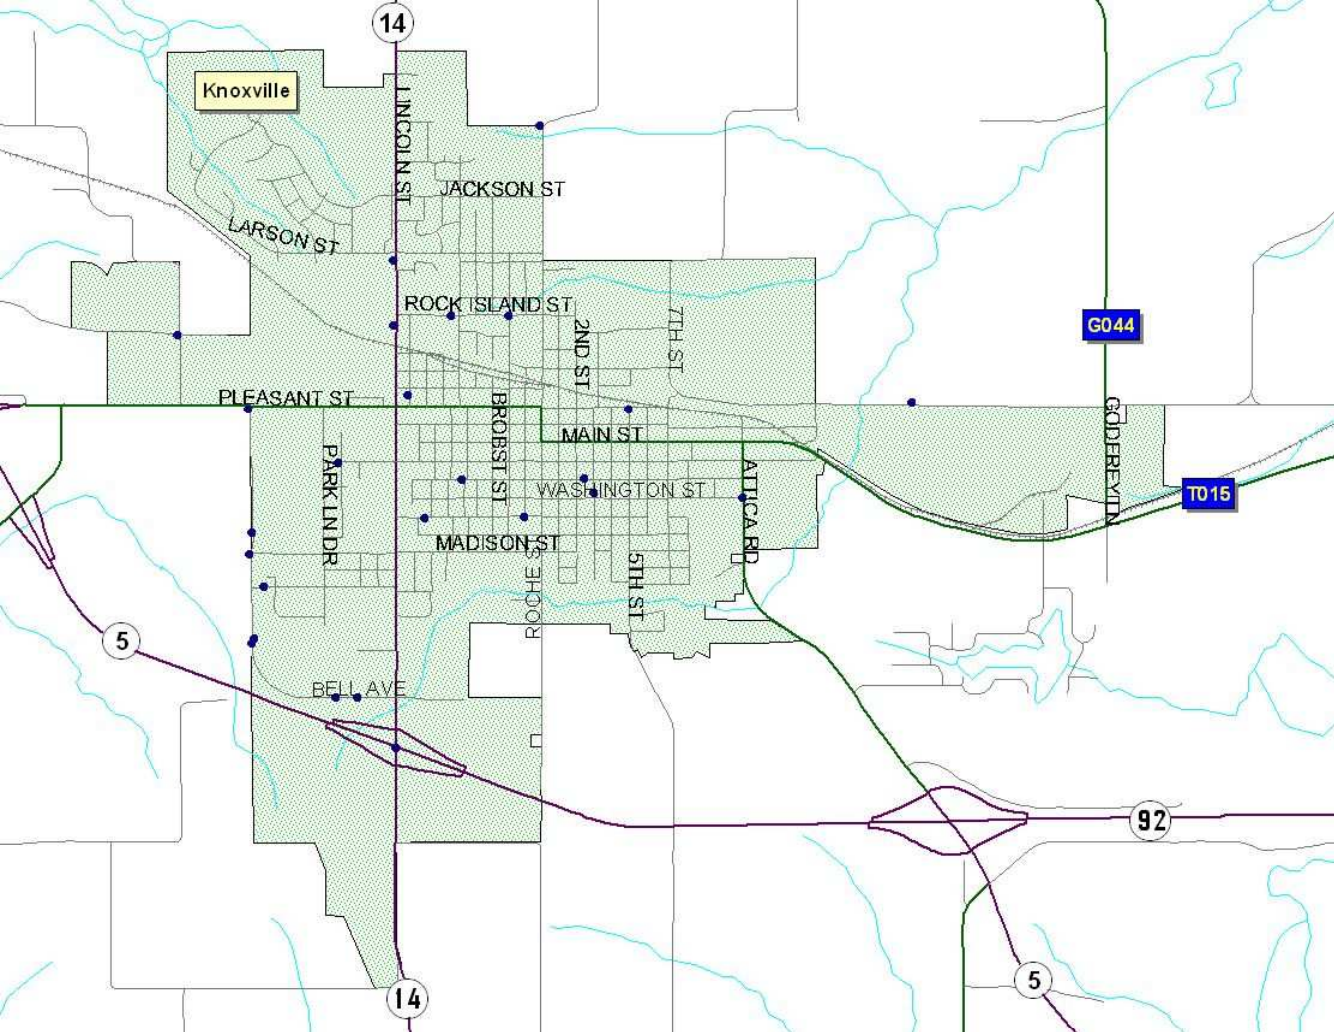 14
Knoxville
LINCOLN ST
JACKSON ST
LARSON ST
ROCK ISLAND ST
2ND ST
7TH ST
G044
PLEASANT ST
BROBST ST
MAIN ST
GODFREY LN
PARK LN DR
WASHINGTON ST
ATTICA RD
T015
MADISON ST
ROCHE S
5TH ST
5
BELL AVE
92
5
14